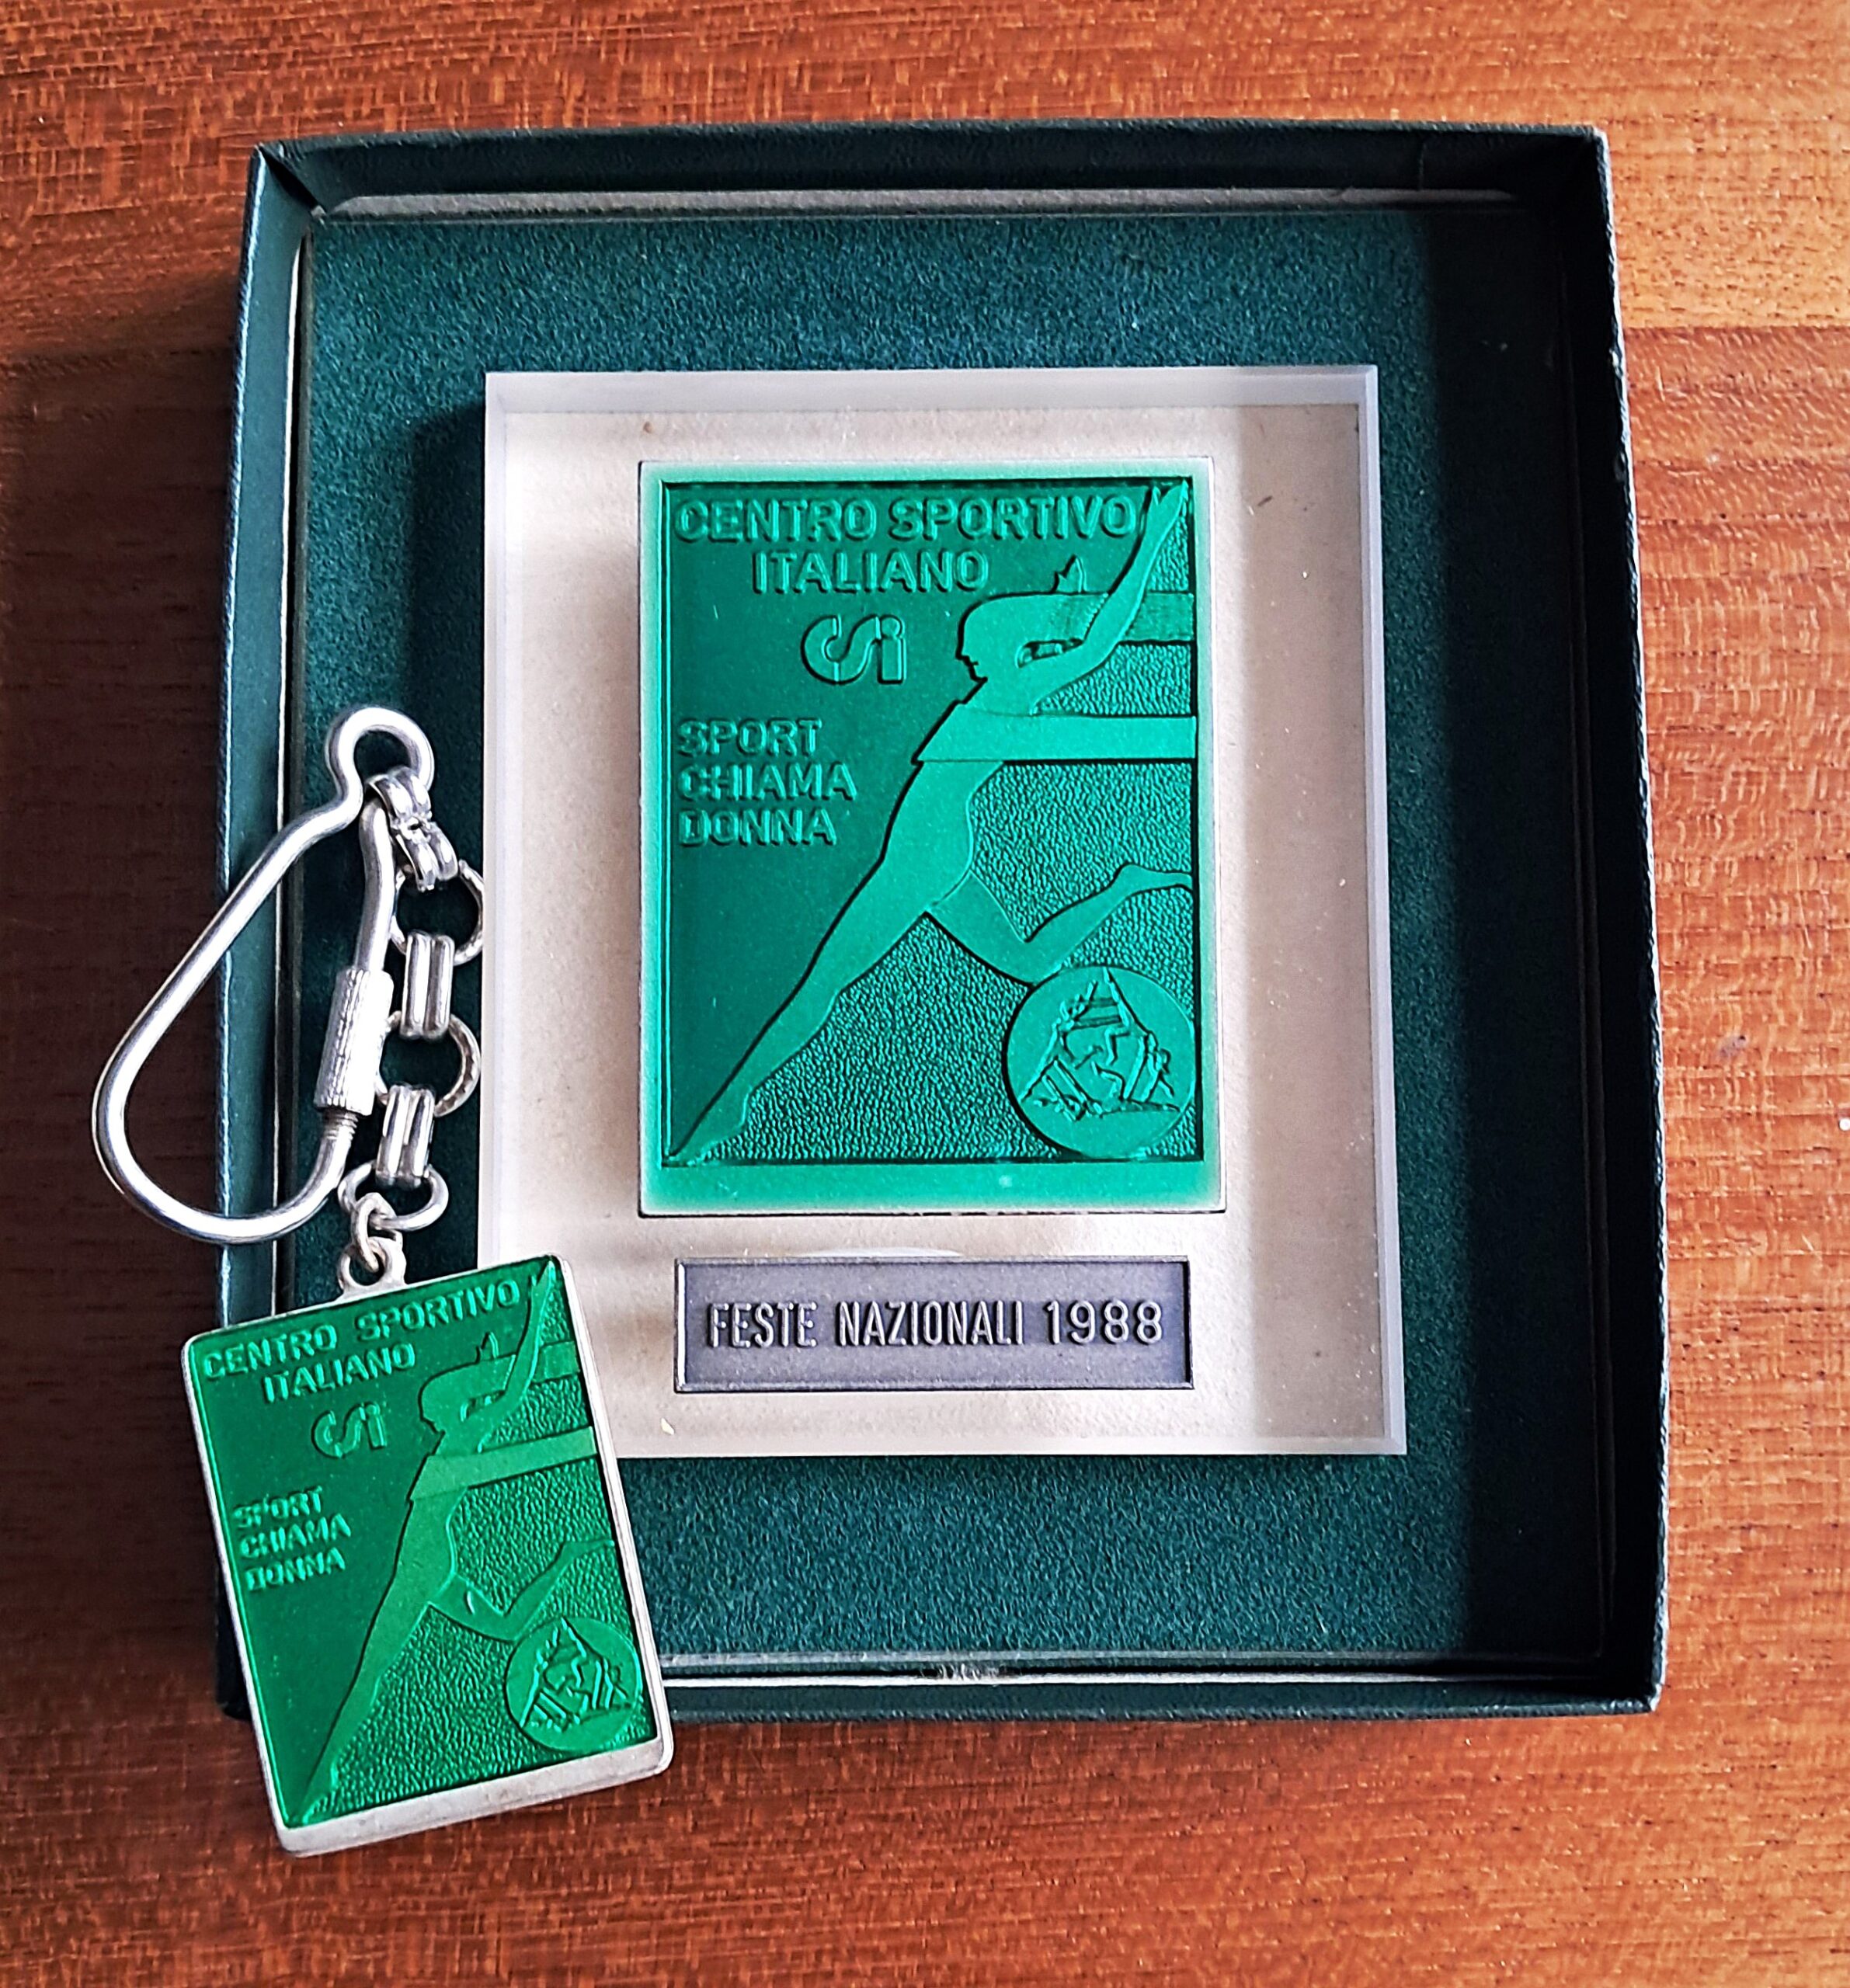 CENTRO SPORTIVO
ITALIANO
CSi
SPORT
CHIAMA
DONNA
FESTE NAZIONALI 1988
CENTRO SPORTIVO
ITALIANO
CSi
SPORT
CHIAMA
DONNA